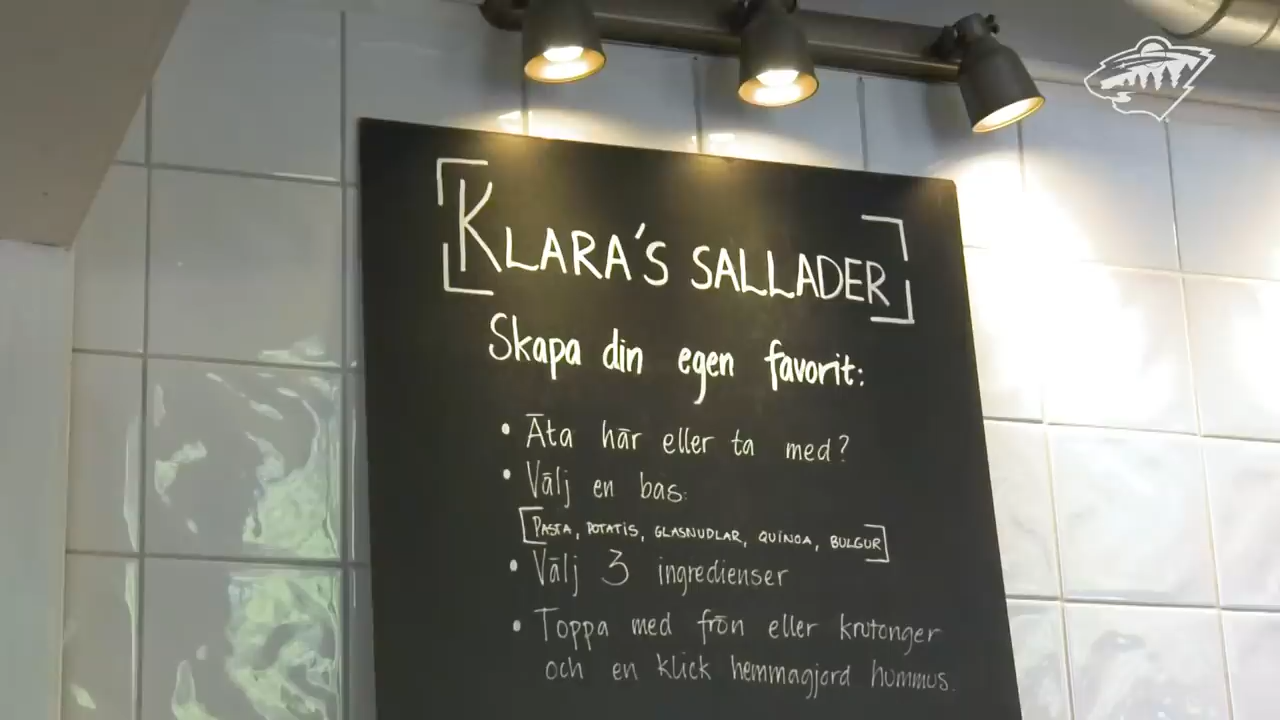 KLARA'S SALLADER
Skapa din egen favorit:
• Äta här eller ta med?
• Välj en bas:
[PASTA, POTATIS, GLASNUDLAR, QUINOA, BULGUR]
• Välj 3 ingredienser
• Toppa med frön eller krutonger
och en klick hemmagjord hummus.